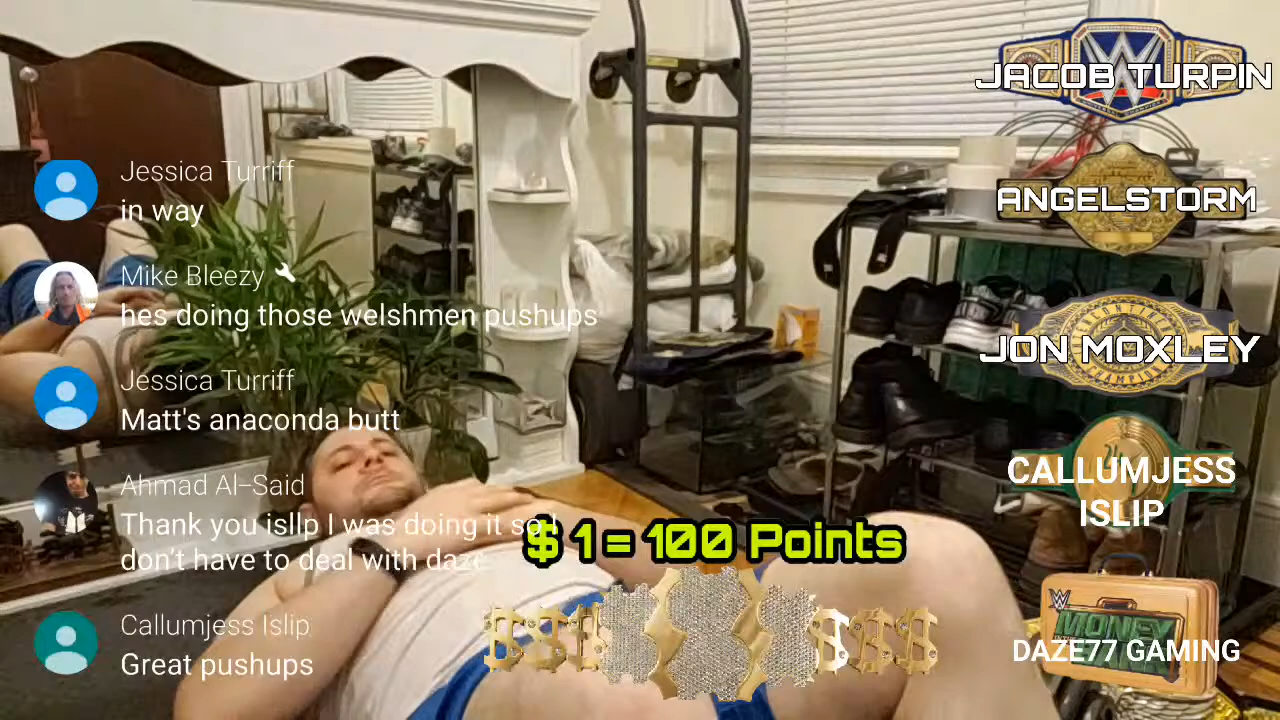 Jessica Turriff
in way
Mike Bleezy
hes doing those welshmen pushups
Jessica Turriff
Matt's anaconda butt
Ahmad Al-Said
Thank you isllp I was doing it so I
don't have to deal with daze
Callumjess Islip
Great pushups
$ 1 = 100 Points
JACOB TURPIN
ANGELSTORM
JON MOXLEY
CALLUMJESS
ISLIP
MONEY
DAZE77 GAMING